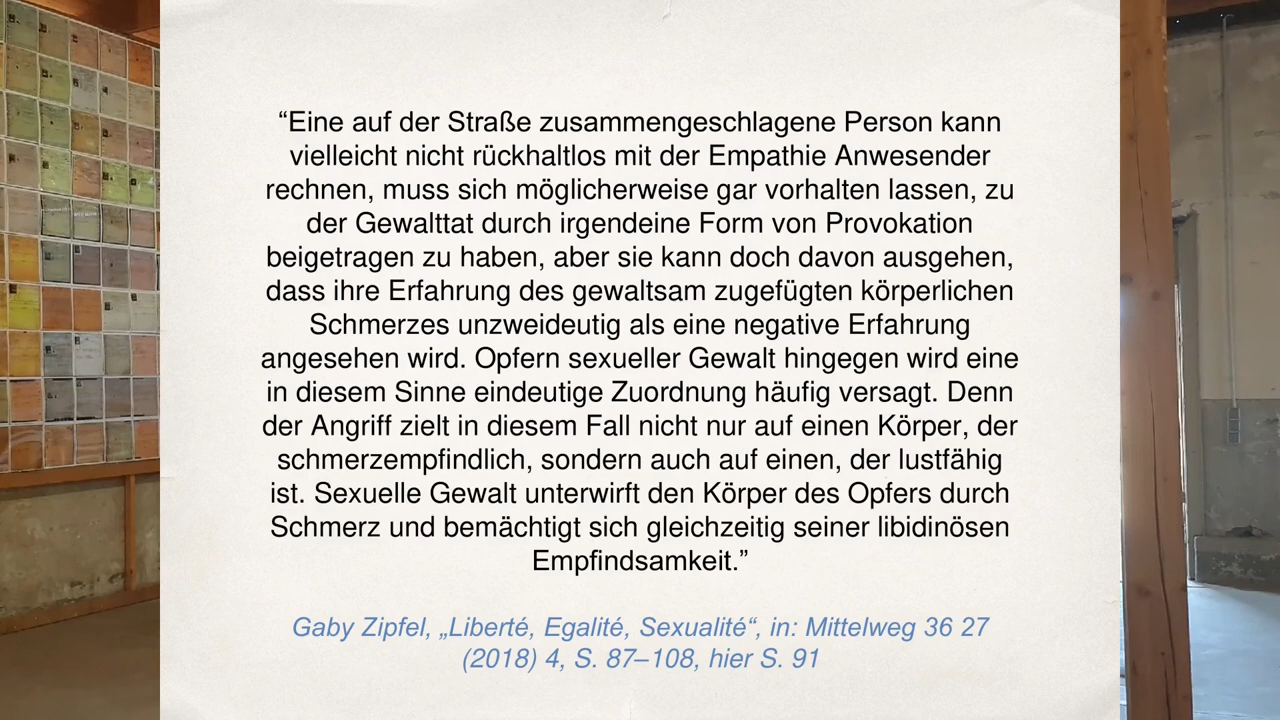 “Eine auf der Straße zusammengeschlagene Person kann
vielleicht nicht rückhaltlos mit der Empathie Anwesender
rechnen, muss sich möglicherweise gar vorhalten lassen, zu
der Gewalttat durch irgendeine Form von Provokation
beigetragen zu haben, aber sie kann doch davon ausgehen,
dass ihre Erfahrung des gewaltsam zugefügten körperlichen
Schmerzes unzweideutig als eine negative Erfahrung
angesehen wird. Opfern sexueller Gewalt hingegen wird eine
in diesem Sinne eindeutige Zuordnung häufig versagt. Denn
der Angriff zielt in diesem Fall nicht nur auf einen Körper, der
schmerzempfindlich, sondern auch auf einen, der lustfähig
ist. Sexuelle Gewalt unterwirft den Körper des Opfers durch
Schmerz und bemächtigt sich gleichzeitig seiner libidinösen
Empfindsamkeit.”
Gaby Zipfel, „Liberté, Egalité, Sexualité“, in: Mittelweg 36 27
(2018) 4, S. 87–108, hier S. 91